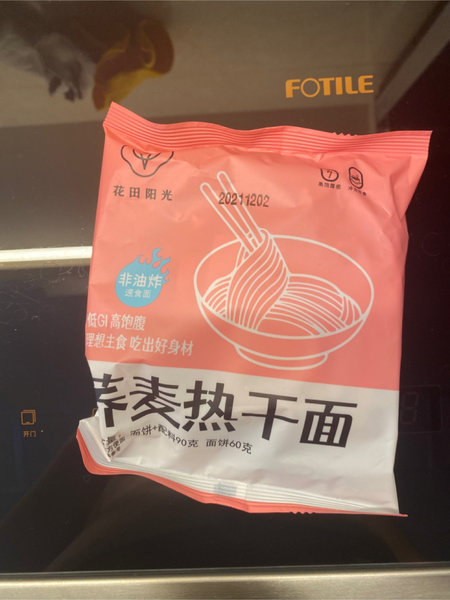 FOTILE
花田阳光
20211202
非油炸
速食面
低GI 高饱腹
理想主食 吃出好身材
荞麦热干面
面饼+配料90克 面饼60克
开门